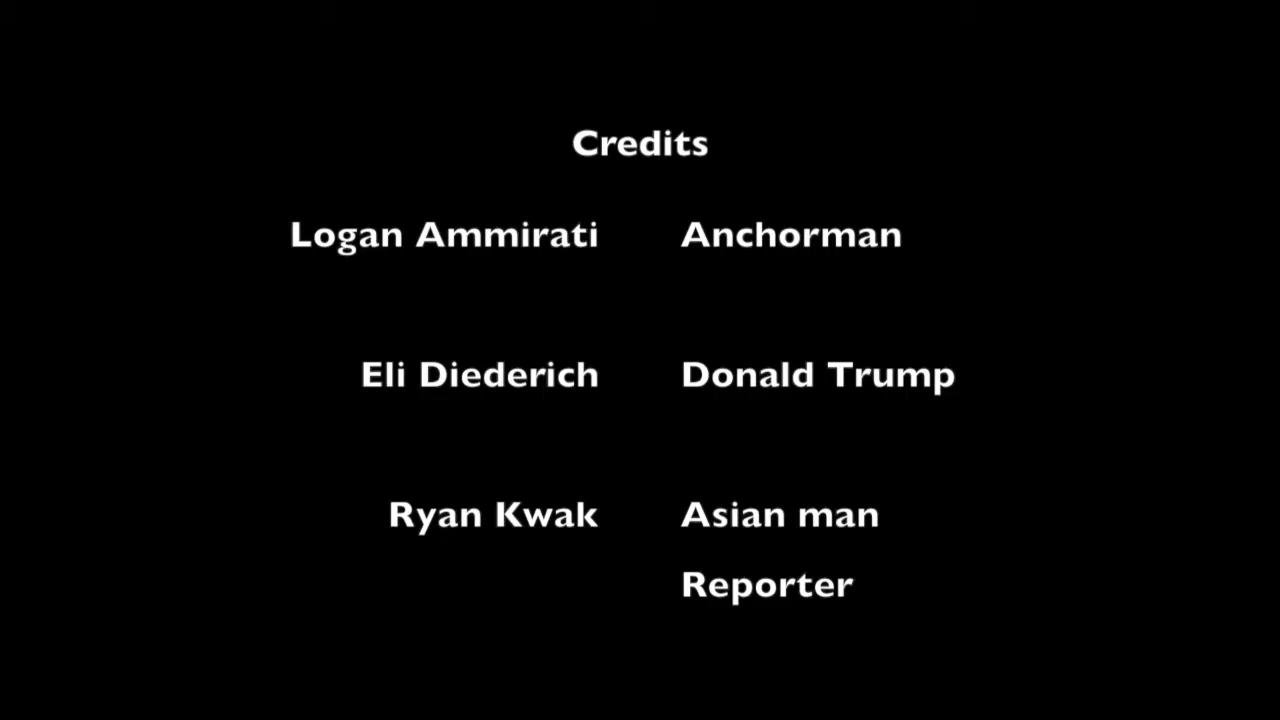 Credits
Logan Ammirati Anchorman
Eli Diederich Donald Trump
Ryan Kwak Asian man
Reporter